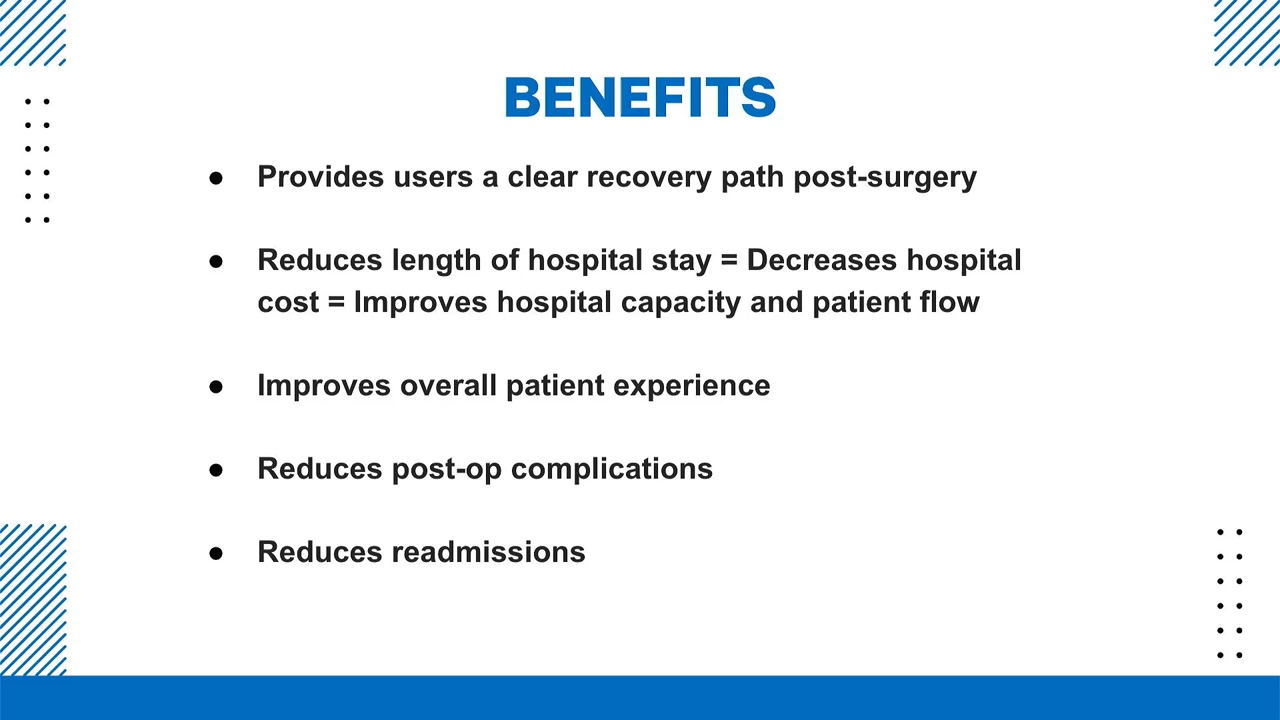 BENEFITS
● Provides users a clear recovery path post-surgery
● Reduces length of hospital stay = Decreases hospital
cost = Improves hospital capacity and patient flow
● Improves overall patient experience
● Reduces post-op complications
● Reduces readmissions